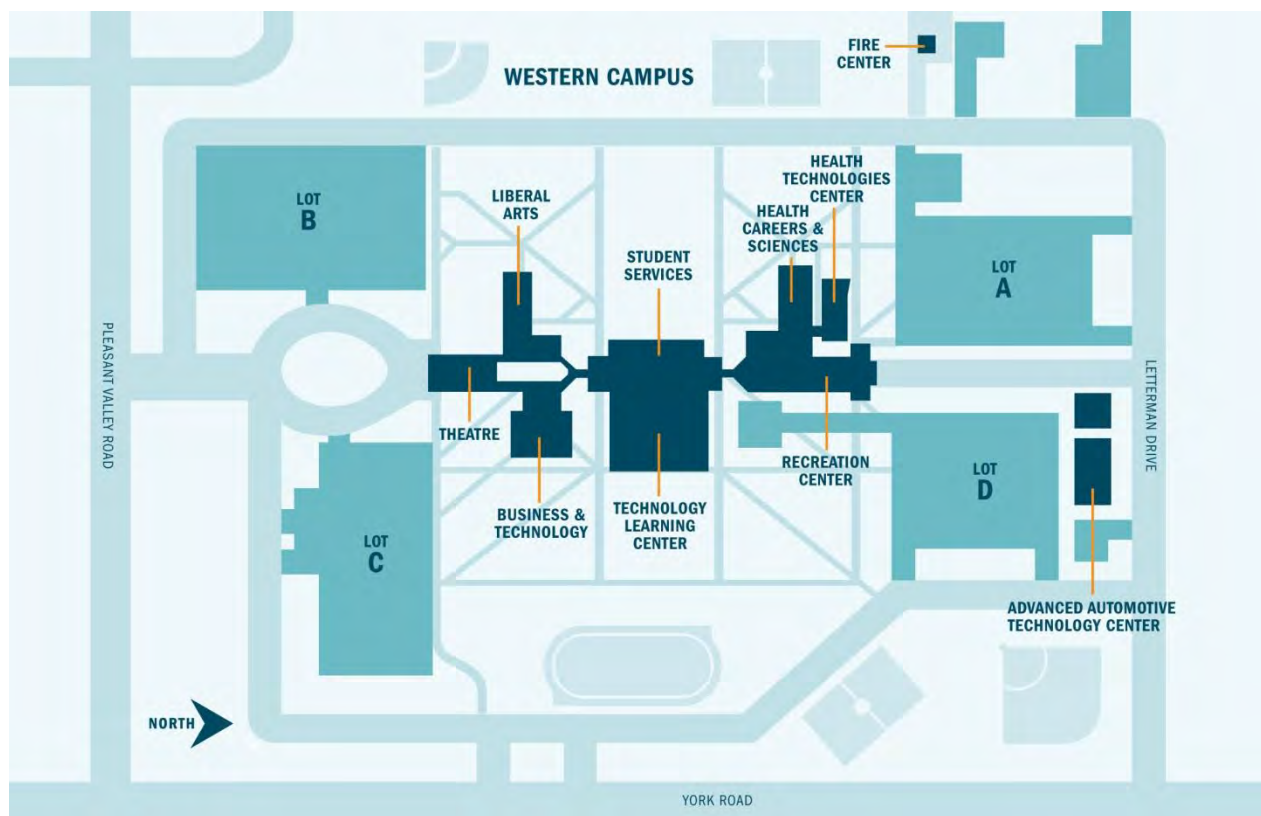 FIRE
CENTER
WESTERN CAMPUS
HEALTH
TECHNOLOGIES
CENTER
LOT
B
LIBERAL
ARTS
HEALTH
CAREERS &
SCIENCES
STUDENT
SERVICES
LOT
A
PLEASANT VALLEY ROAD
LETTERMAN DRIVE
THEATRE
RECREATION
CENTER
LOT
D
BUSINESS &
TECHNOLOGY
TECHNOLOGY
LEARNING
CENTER
LOT
C
ADVANCED AUTOMOTIVE
TECHNOLOGY CENTER
NORTH
YORK ROAD